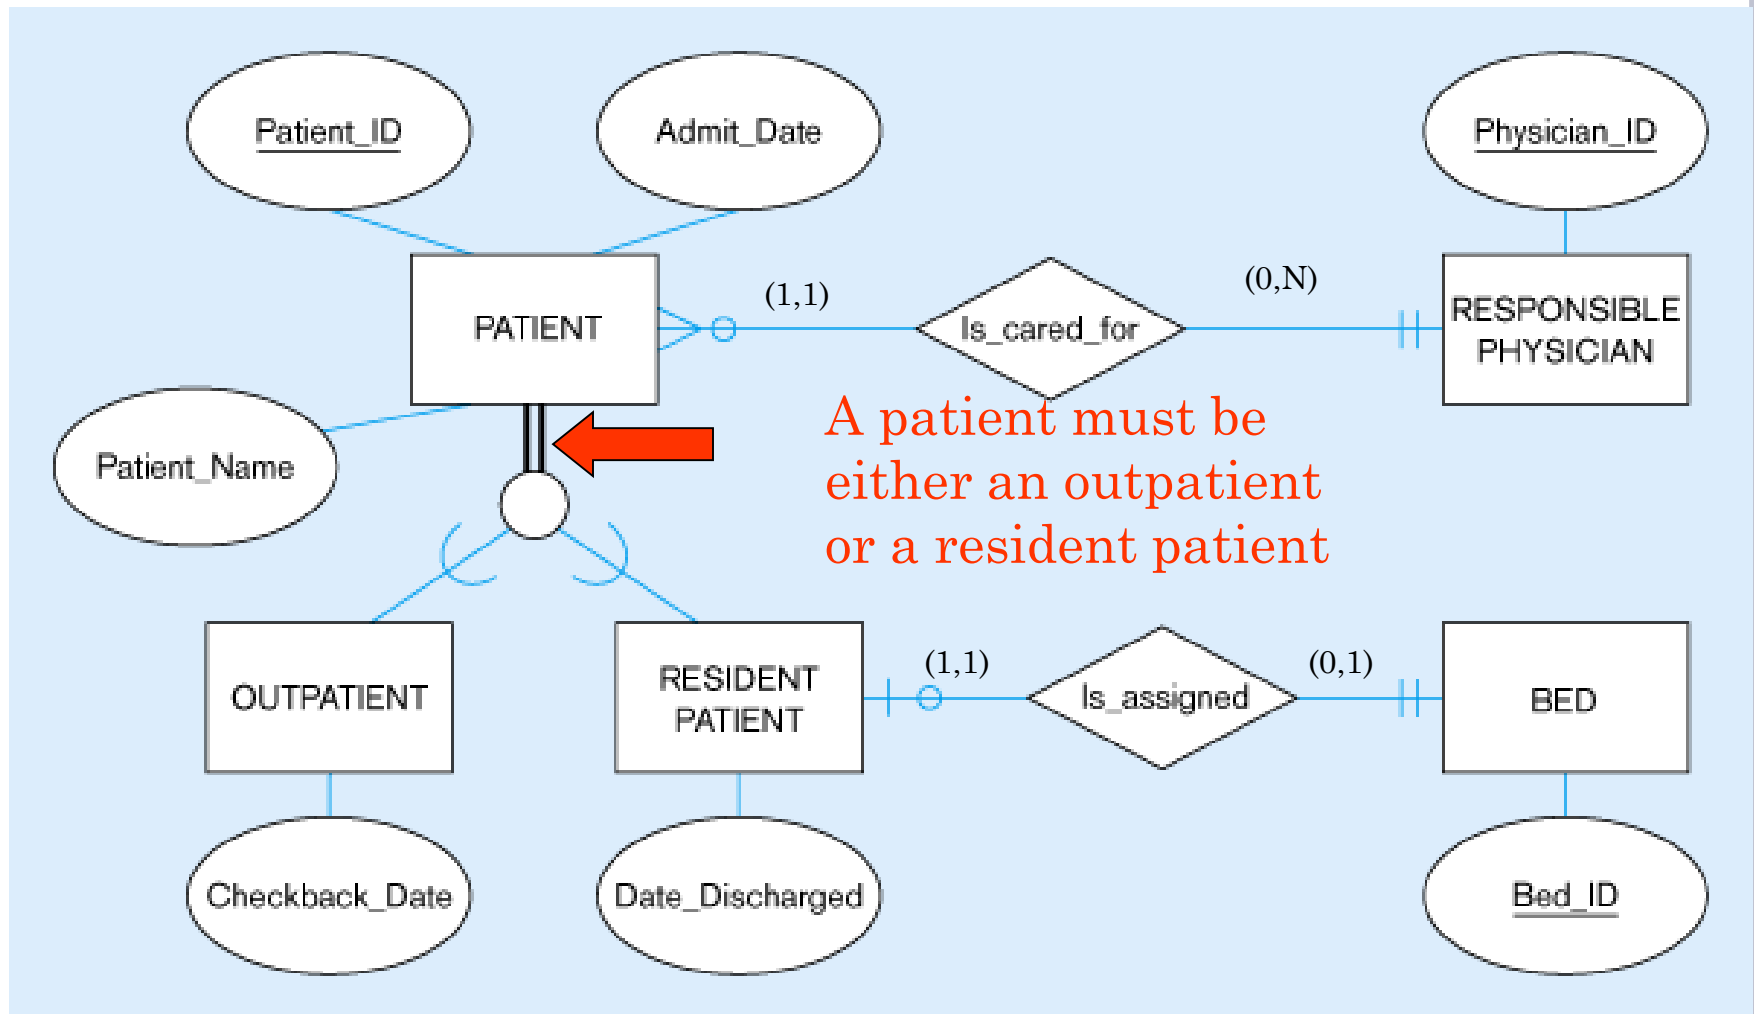 Patient_ID
Admit_Date
Physician_ID
PATIENT
(1,1)
Is_cared_for
(0,N)
RESPONSIBLE
PHYSICIAN
Patient_Name
A patient must be
either an outpatient
or a resident patient
OUTPATIENT
RESIDENT
PATIENT
(1,1)
Is_assigned
(0,1)
BED
Checkback_Date
Date_Discharged
Bed_ID